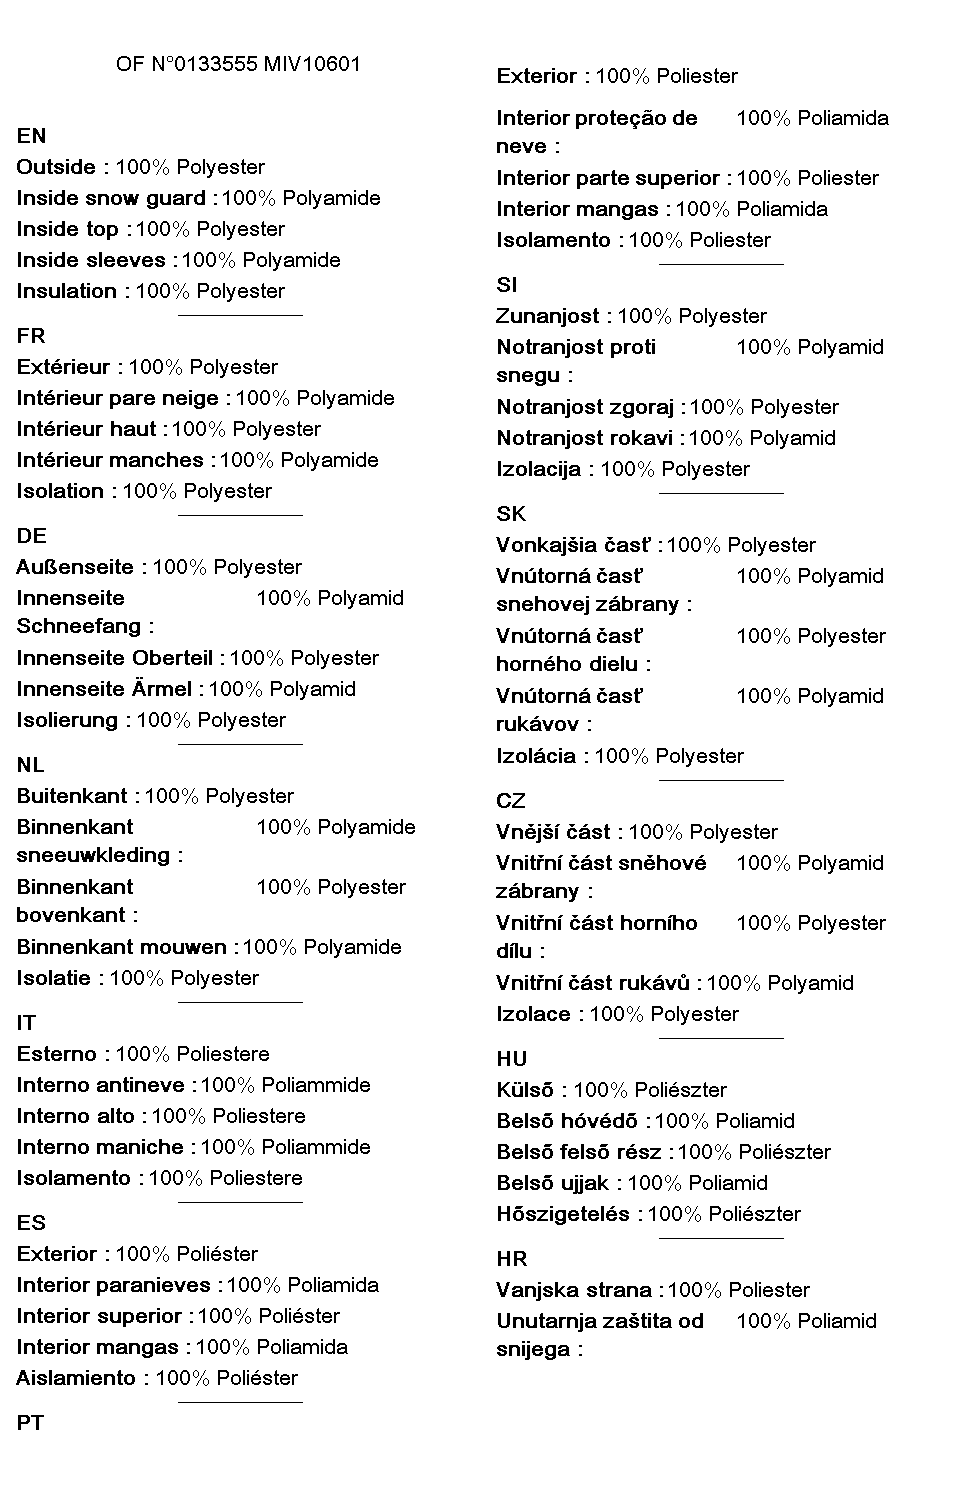 OF N°0133555 MIV10601
EN
Outside : 100% Polyester
Inside snow guard : 100% Polyamide
Inside top : 100% Polyester
Inside sleeves : 100% Polyamide
Insulation : 100% Polyester
FR
Extérieur : 100% Polyester
Intérieur pare neige : 100% Polyamide
Intérieur haut : 100% Polyester
Intérieur manches : 100% Polyamide
Isolation : 100% Polyester
DE
Außenseite : 100% Polyester
Innenseite 100% Polyamid
Schneefang :
Innenseite Oberteil : 100% Polyester
Innenseite Ärmel : 100% Polyamid
Isolierung : 100% Polyester
NL
Buitenkant : 100% Polyester
Binnenkant 100% Polyamide
sneeuwkleding :
Binnenkant 100% Polyester
bovenkant :
Binnenkant mouwen : 100% Polyamide
Isolatie : 100% Polyester
IT
Esterno : 100% Poliestere
Interno antineve : 100% Poliammide
Interno alto : 100% Poliestere
Interno maniche : 100% Poliammide
Isolamento : 100% Poliestere
ES
Exterior : 100% Poliéster
Interior paranieves : 100% Poliamida
Interior superior : 100% Poliéster
Interior mangas : 100% Poliamida
Aislamiento : 100% Poliéster
PT
Exterior : 100% Poliester
Interior proteção de 100% Poliamida
neve :
Interior parte superior : 100% Poliester
Interior mangas : 100% Poliamida
Isolamento : 100% Poliester
SI
Zunanjost : 100% Polyester
Notranjost proti 100% Polyamid
snegu :
Notranjost zgoraj : 100% Polyester
Notranjost rokavi : 100% Polyamid
Izolacija : 100% Polyester
SK
Vonkajšia časť : 100% Polyester
Vnútorná časť 100% Polyamid
snehovej zábrany :
Vnútorná časť 100% Polyester
horného dielu :
Vnútorná časť 100% Polyamid
rukávov :
Izolácia : 100% Polyester
CZ
Vnější část : 100% Polyester
Vnitřní část sněhové 100% Polyamid
zábrany :
Vnitřní část horního 100% Polyester
dílu :
Vnitřní část rukávů : 100% Polyamid
Izolace : 100% Polyester
HU
Külsõ : 100% Poliészter
Belsõ hóvédõ : 100% Poliamid
Belsõ felsõ rész : 100% Poliészter
Belsõ ujjak : 100% Poliamid
Hõszigetelés : 100% Poliészter
HR
Vanjska strana : 100% Poliester
Unutarnja zaštita od 100% Poliamid
snijega :